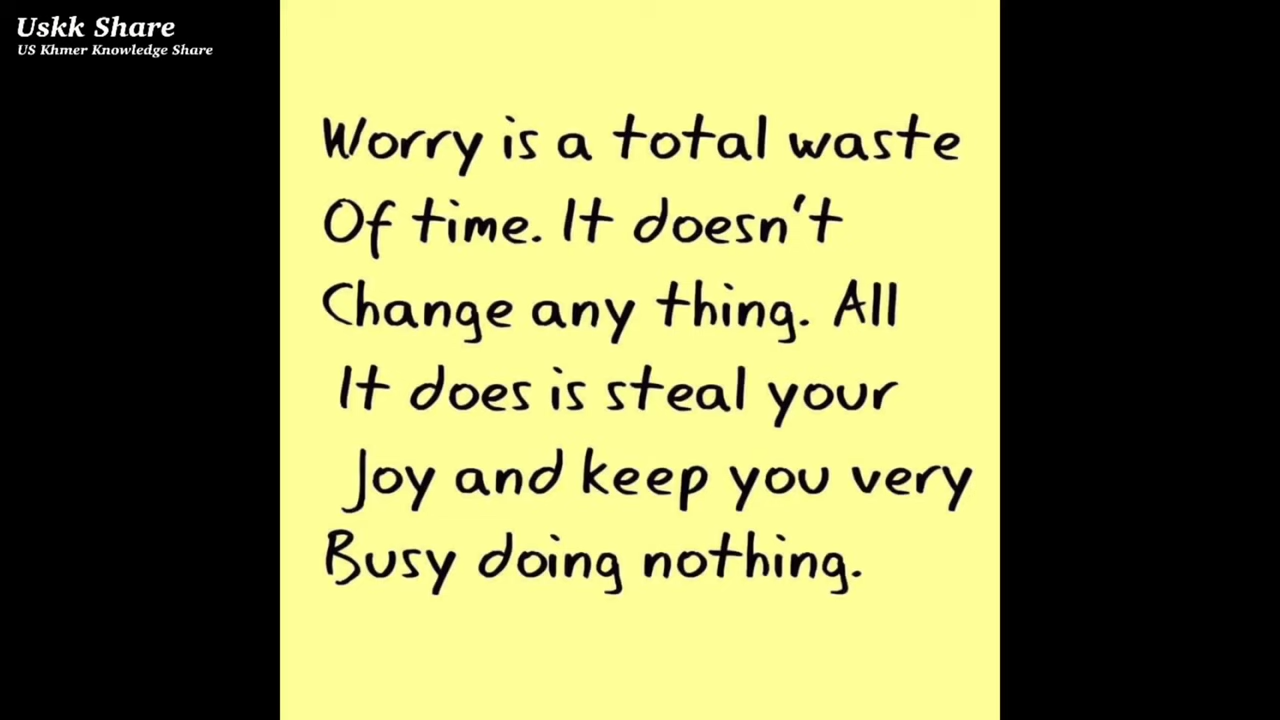 Uskk Share
US Khmer Knowledge Share
Worry is a total waste
Of time. It doesn't
Change any thing. All
It does is steal your
Joy and keep you very
Busy doing nothing.